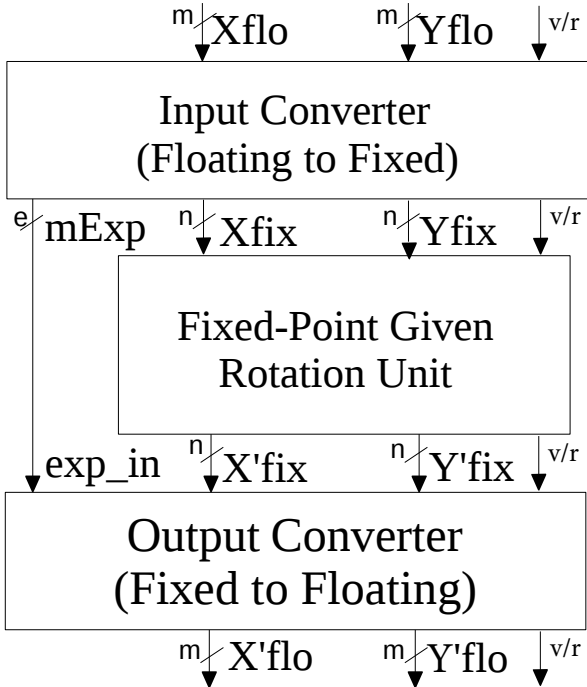 m Xflo m Yflo v/r
Input Converter
(Floating to Fixed)
e mExp n Xfix n Yfix v/r
Fixed-Point Given
Rotation Unit
exp_in n X'fix n Y'fix v/r
Output Converter
(Fixed to Floating)
m X'flo m Y'flo v/r